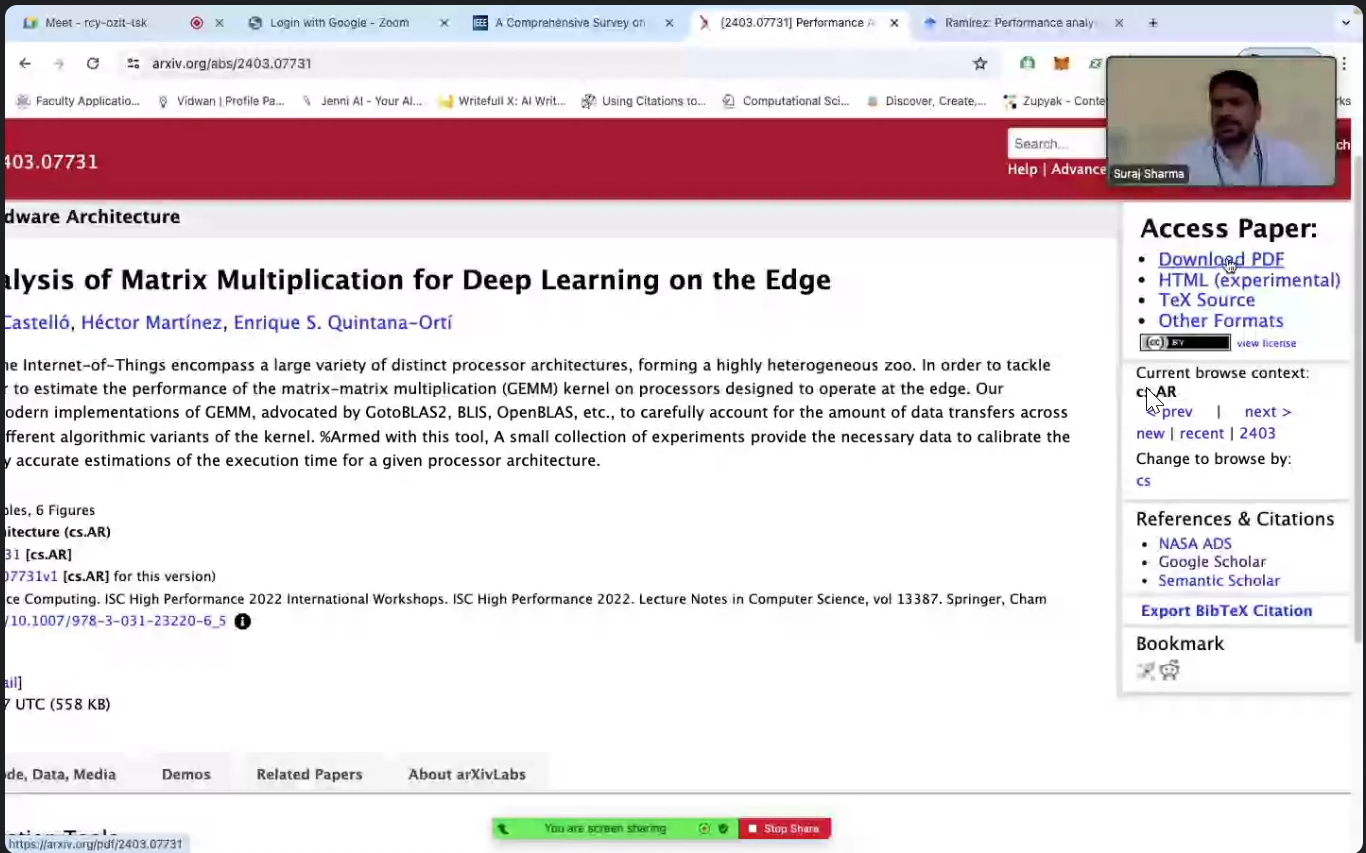 Meet - rcy-ozit-tsk
Login with Google - Zoom
IEEE A Comprehensive Survey on
[2403.07731] Performance A
Ramírez: Performance analy
arxiv.org/abs/2403.07731
Faculty Applicatio...
Vidwan | Profile Pa...
Jenni AI - Your AI...
Writefull X: AI Writ...
Using Citations to...
Computational Sci...
Discover, Create,...
Zupyak - Conte
rks
403.07731
Search...
ch
Help | Advance
Suraj Sharma
dware Architecture
alysis of Matrix Multiplication for Deep Learning on the Edge
Castelló, Héctor Martínez, Enrique S. Quintana-Ortí
ne Internet-of-Things encompass a large variety of distinct processor architectures, forming a highly heterogeneous zoo. In order to tackle
r to estimate the performance of the matrix-matrix multiplication (GEMM) kernel on processors designed to operate at the edge. Our
odern implementations of GEMM, advocated by GotoBLAS2, BLIS, OpenBLAS, etc., to carefully account for the amount of data transfers across
fferent algorithmic variants of the kernel. %Armed with this tool, A small collection of experiments provide the necessary data to calibrate the
y accurate estimations of the execution time for a given processor architecture.
bles, 6 Figures
itecture (cs.AR)
31 [cs.AR]
07731v1 [cs.AR] for this version)
ce Computing. ISC High Performance 2022 International Workshops. ISC High Performance 2022. Lecture Notes in Computer Science, vol 13387. Springer, Cham
/10.1007/978-3-031-23220-6_5
ail]
7 UTC (558 KB)
Access Paper:
Download PDF
HTML (experimental)
TeX Source
Other Formats
(cc) BY view license
Current browse context:
cs.AR
< prev | next >
new | recent | 2403
Change to browse by:
cs
References & Citations
NASA ADS
Google Scholar
Semantic Scholar
Export BibTeX Citation
Bookmark
ode, Data, Media
Demos
Related Papers
About arXivLabs
You are screen sharing
Stop Share
https://arxiv.org/pdf/2403.07731